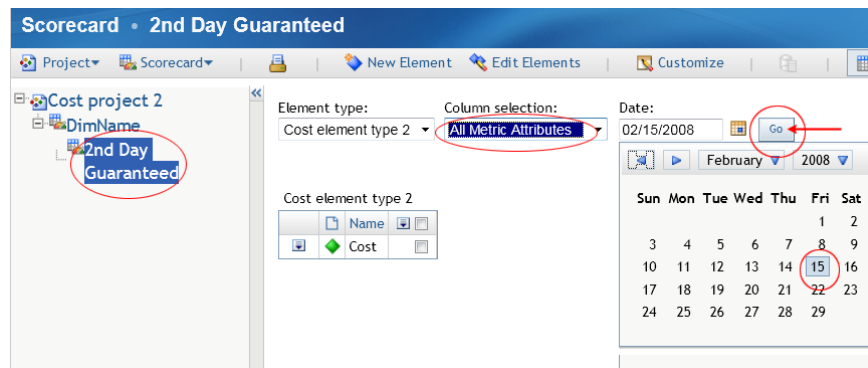 Scorecard • 2nd Day Guaranteed
Project Scorecard New Element Edit Elements Customize
Cost project 2
DimName
2nd Day
Guaranteed
Element type: Column selection: Date:
Cost element type 2 All Metric Attributes 02/15/2008 Go
February 2008
Cost element type 2
Sun Mon Tue Wed Thu Fri Sat
Name
1 2
Cost
3 4 5 6 7 8 9
10 11 12 13 14 15 16
17 18 19 20 21 22 23
24 25 26 27 28 29